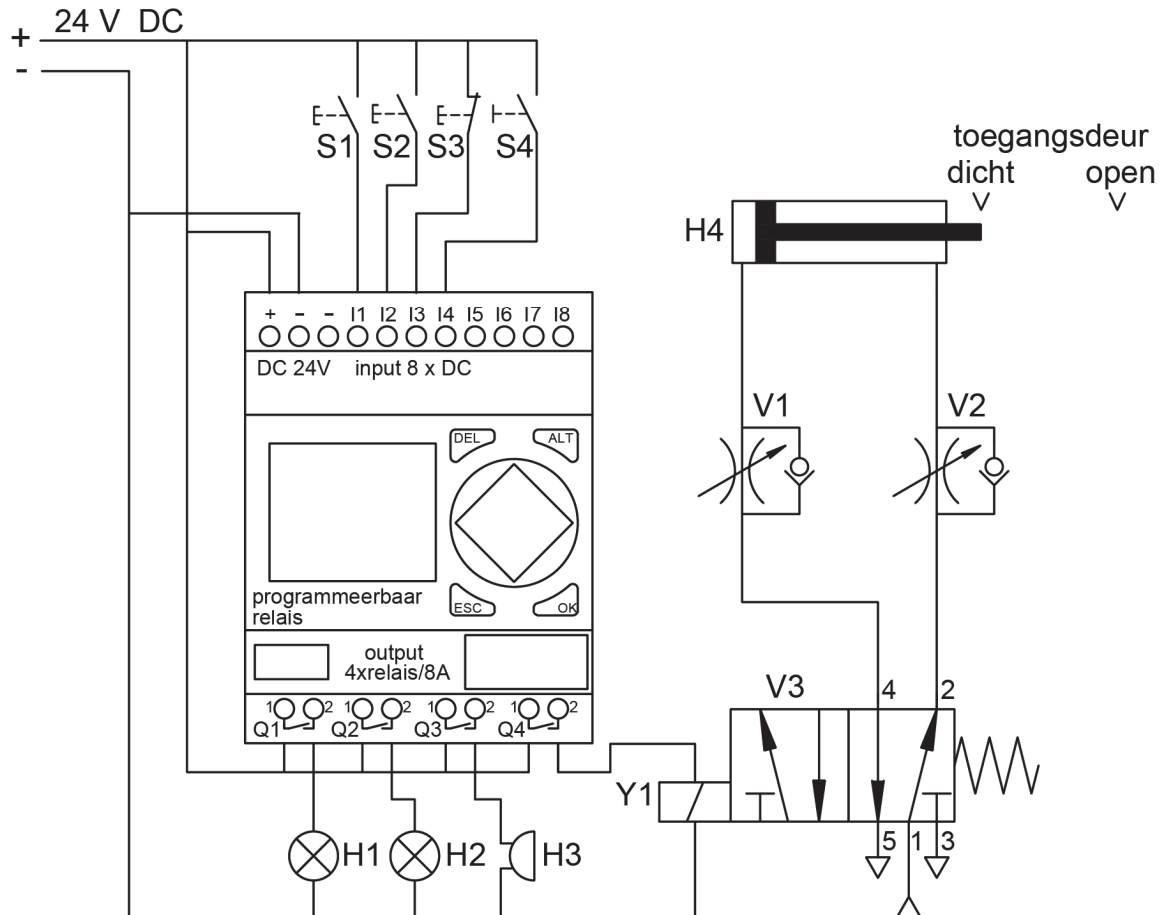 24 V DC
+
-
S1 S2 S3 S4
toegangsdeur
dicht open
H4
+ - - I1 I2 I3 I4 I5 I6 I7 I8
DC 24V input 8 x DC
DEL ALT
V1 V2
ESC OK
programmeerbaar
relais
output
4xrelais/8A
1 2 1 2 1 2 1 2
Q1 Q2 Q3 Q4
V3 4 2
Y1
5 1 3
H1 H2 H3